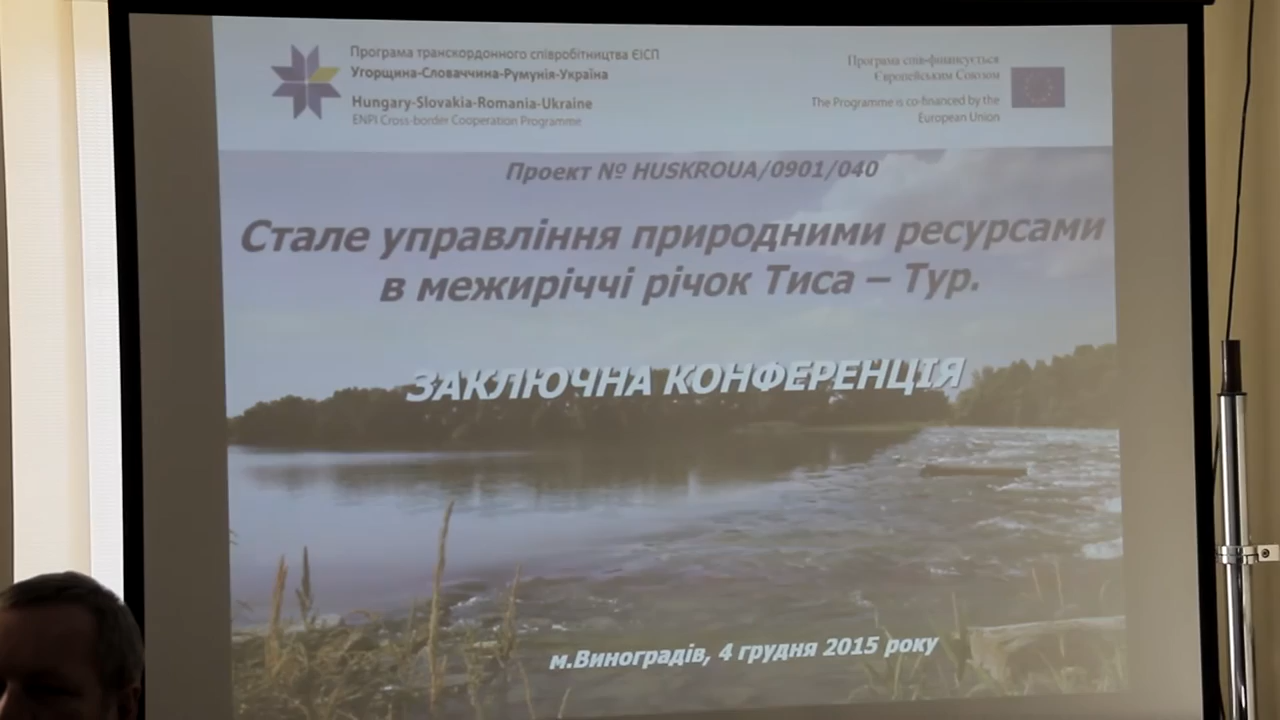 Програма транскордонного співробітництва ЄІСП
Угорщина-Словаччина-Румунія-Україна
Hungary-Slovakia-Romania-Ukraine
ENPI Cross-border Cooperation Programme
Програма спів-фінансується
Європейським Союзом
The Programme is co-financed by the
European Union
Проект № HUSKROUA/0901/040
Стале управління природними ресурсами
в межиріччі річок Тиса – Тур.
ЗАКЛЮЧНА КОНФЕРЕНЦІЯ
м.Виноградів, 4 грудня 2015 року